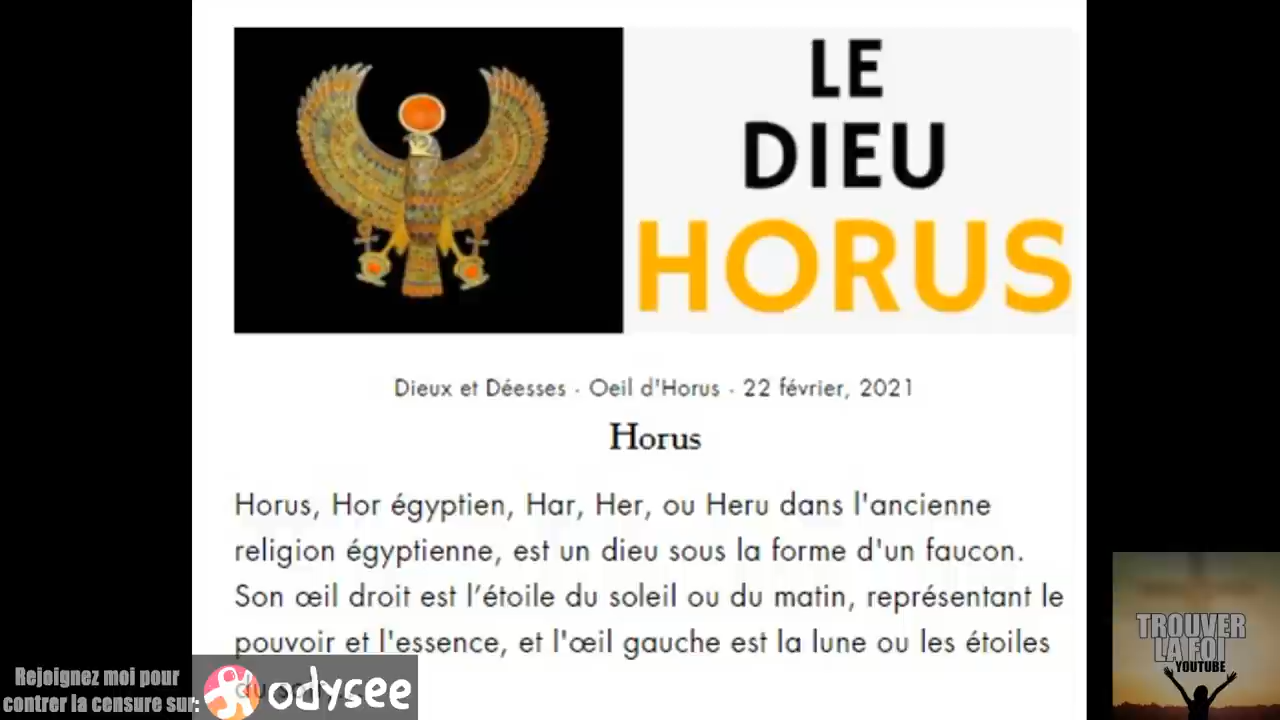 LE
DIEU
HORUS
Dieux et Déesses · Oeil d'Horus · 22 février, 2021
Horus
Horus, Hor égyptien, Har, Her, ou Heru dans l'ancienne
religion égyptienne, est un dieu sous la forme d'un faucon.
Son œil droit est l’étoile du soleil ou du matin, représentant le
pouvoir et l'essence, et l'œil gauche est la lune ou les étoiles
Rejoignez moi pour
contrer la censure sur:
odysee
TROUVER
LA FOI
YOUTUBE